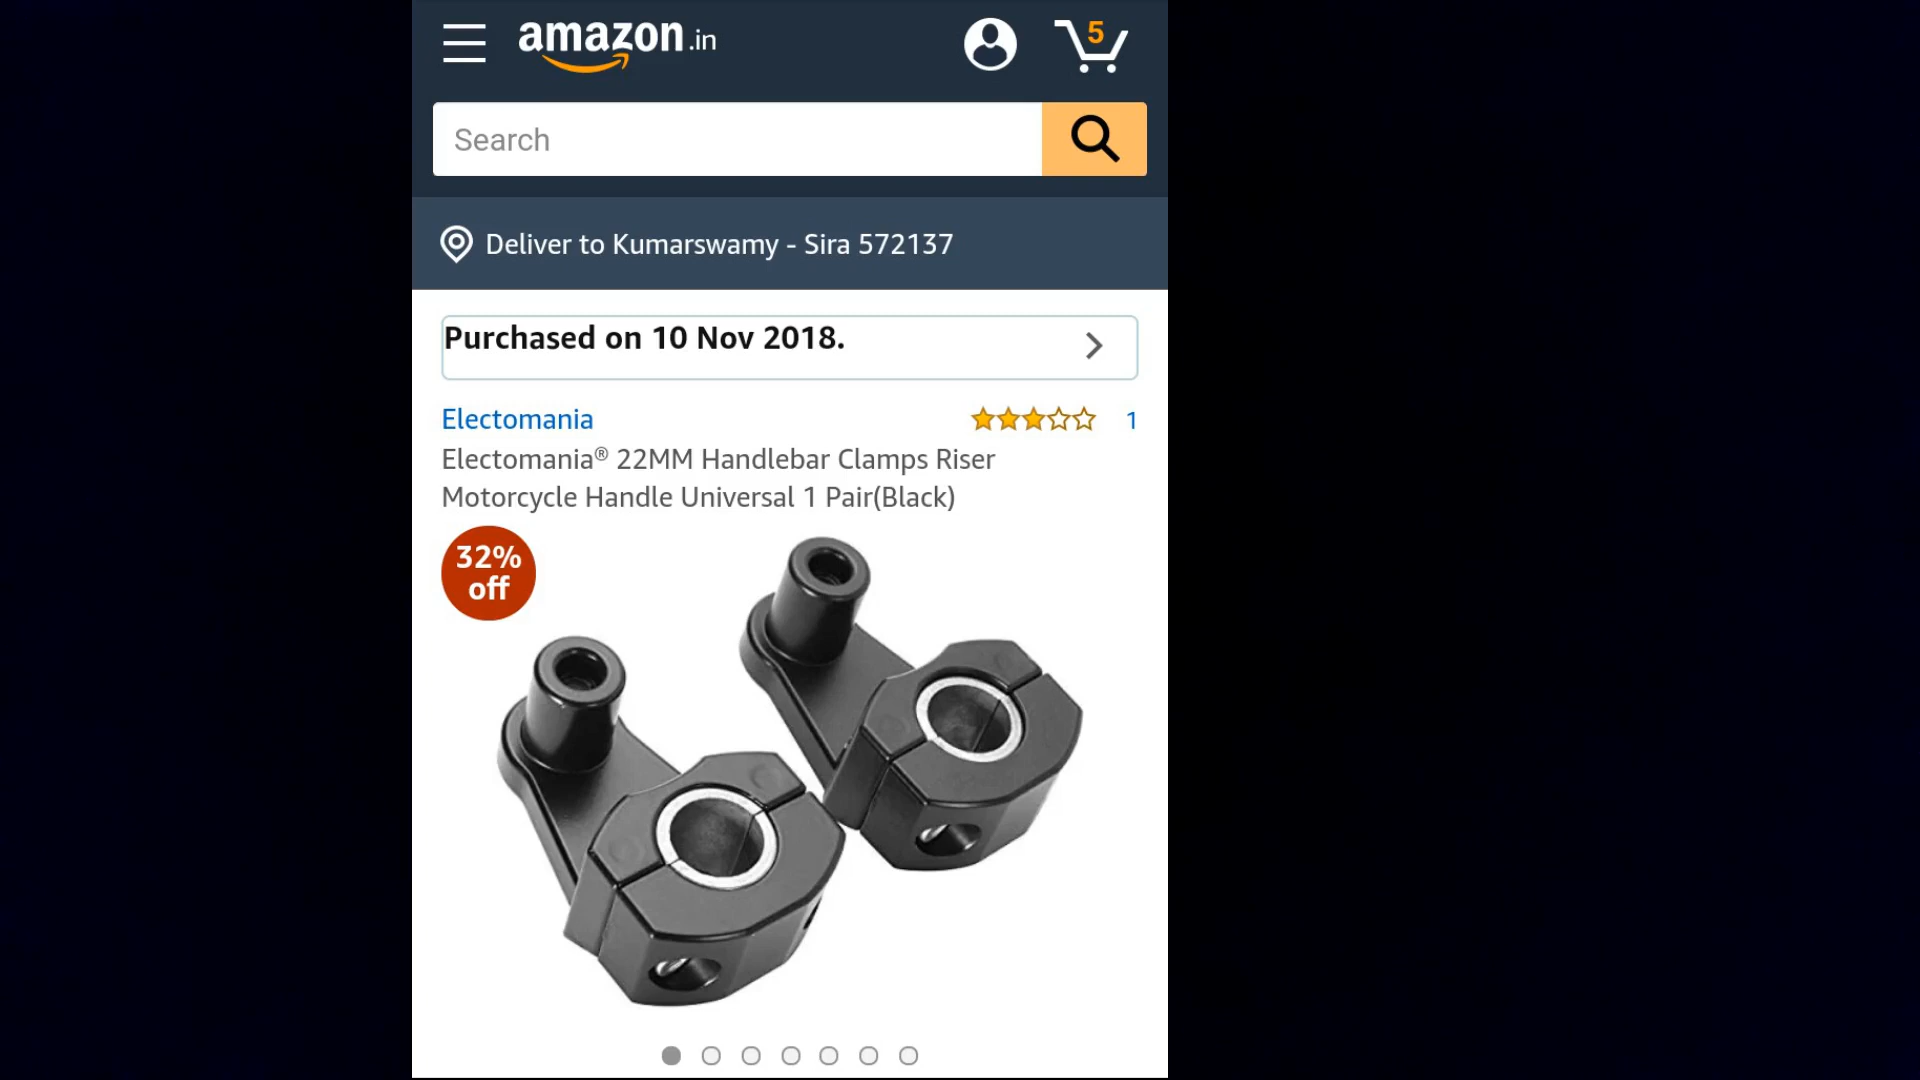 amazon.in
5
Search
Deliver to Kumarswamy - Sira 572137
Purchased on 10 Nov 2018.
Electomania
1
Electomania® 22MM Handlebar Clamps Riser
Motorcycle Handle Universal 1 Pair(Black)
32%
off